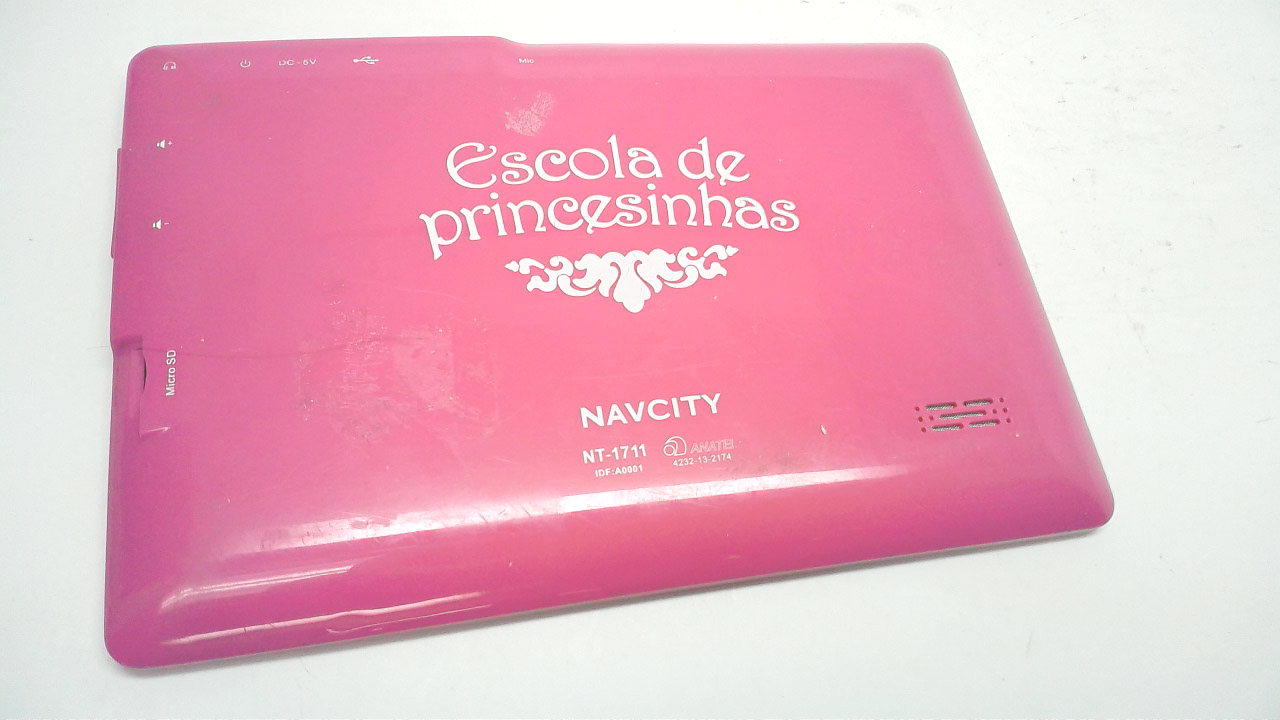 DC-5V
Mic
Escola de
princesinhas
Micro SD
NAVCITY
NT-1711
ANATEL
IDF:A0001
4232-13-2174